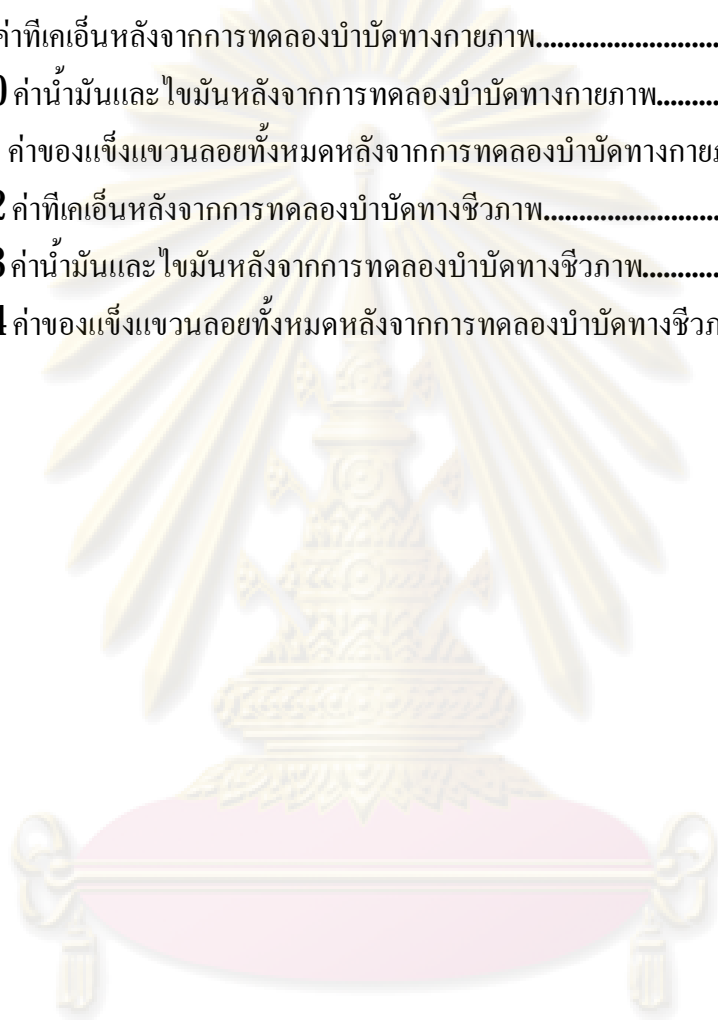 ค่าทีเคเอ็นหลังจากการทดลองบำบัดทางกายภาพ........................
0 ค่าน้ำมันและไขมันหลังจากการทดลองบำบัดทางกายภาพ.........
ค่าของแข็งแขวนลอยทั้งหมดหลังจากการทดลองบำบัดทางกาย
2 ค่าทีเคเอ็นหลังจากการทดลองบำบัดทางชีวภาพ.......................
3 ค่าน้ำมันและไขมันหลังจากการทดลองบำบัดทางชีวภาพ...........
4 ค่าของแข็งแขวนลอยทั้งหมดหลังจากการทดลองบำบัดทางชีวภ